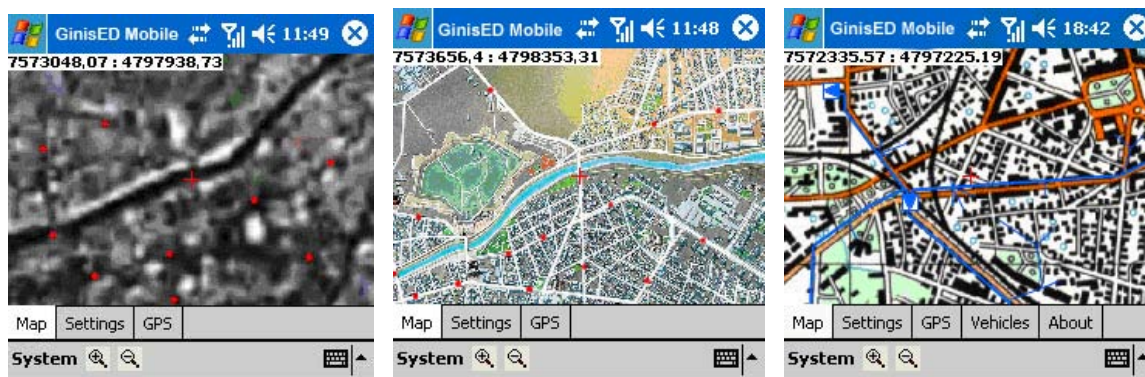 GinisED Mobile 11:49
7573048,07 : 4797938,73
Map Settings GPS
System
GinisED Mobile 11:48
7573656,4 : 4798353,31
Map Settings GPS
System
GinisED Mobile 18:42
7572335.57 : 4797225.19
Map Settings GPS Vehicles About
System